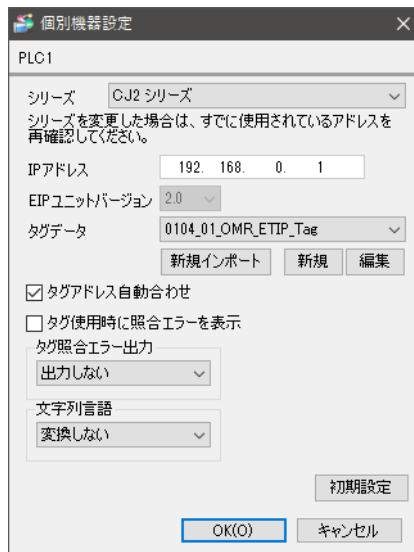 個別機器設定
PLC1
シリーズ CJ2 シリーズ
シリーズを変更した場合は、すでに使用されているアドレスを
再確認してください。
IPアドレス 192. 168. 0. 1
EIPユニットバージョン 2.0
タグデータ 0104_01_OMR_ETIP_Tag
新規インポート 新規 編集
タグアドレス自動合わせ
タグ使用時に照合エラーを表示
タグ照合エラー出力
出力しない
文字列言語
変換しない
初期設定
OK(O) キャンセル